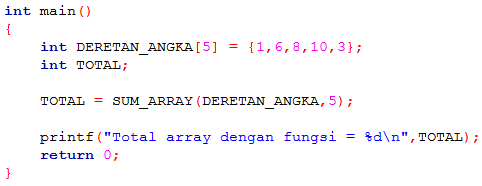 int main()
{
    int DERETAN_ANGKA[5] = {1,6,8,10,3};
    int TOTAL;

    TOTAL = SUM_ARRAY(DERETAN_ANGKA,5);

    printf("Total array dengan fungsi = %d\n",TOTAL);
    return 0;
}